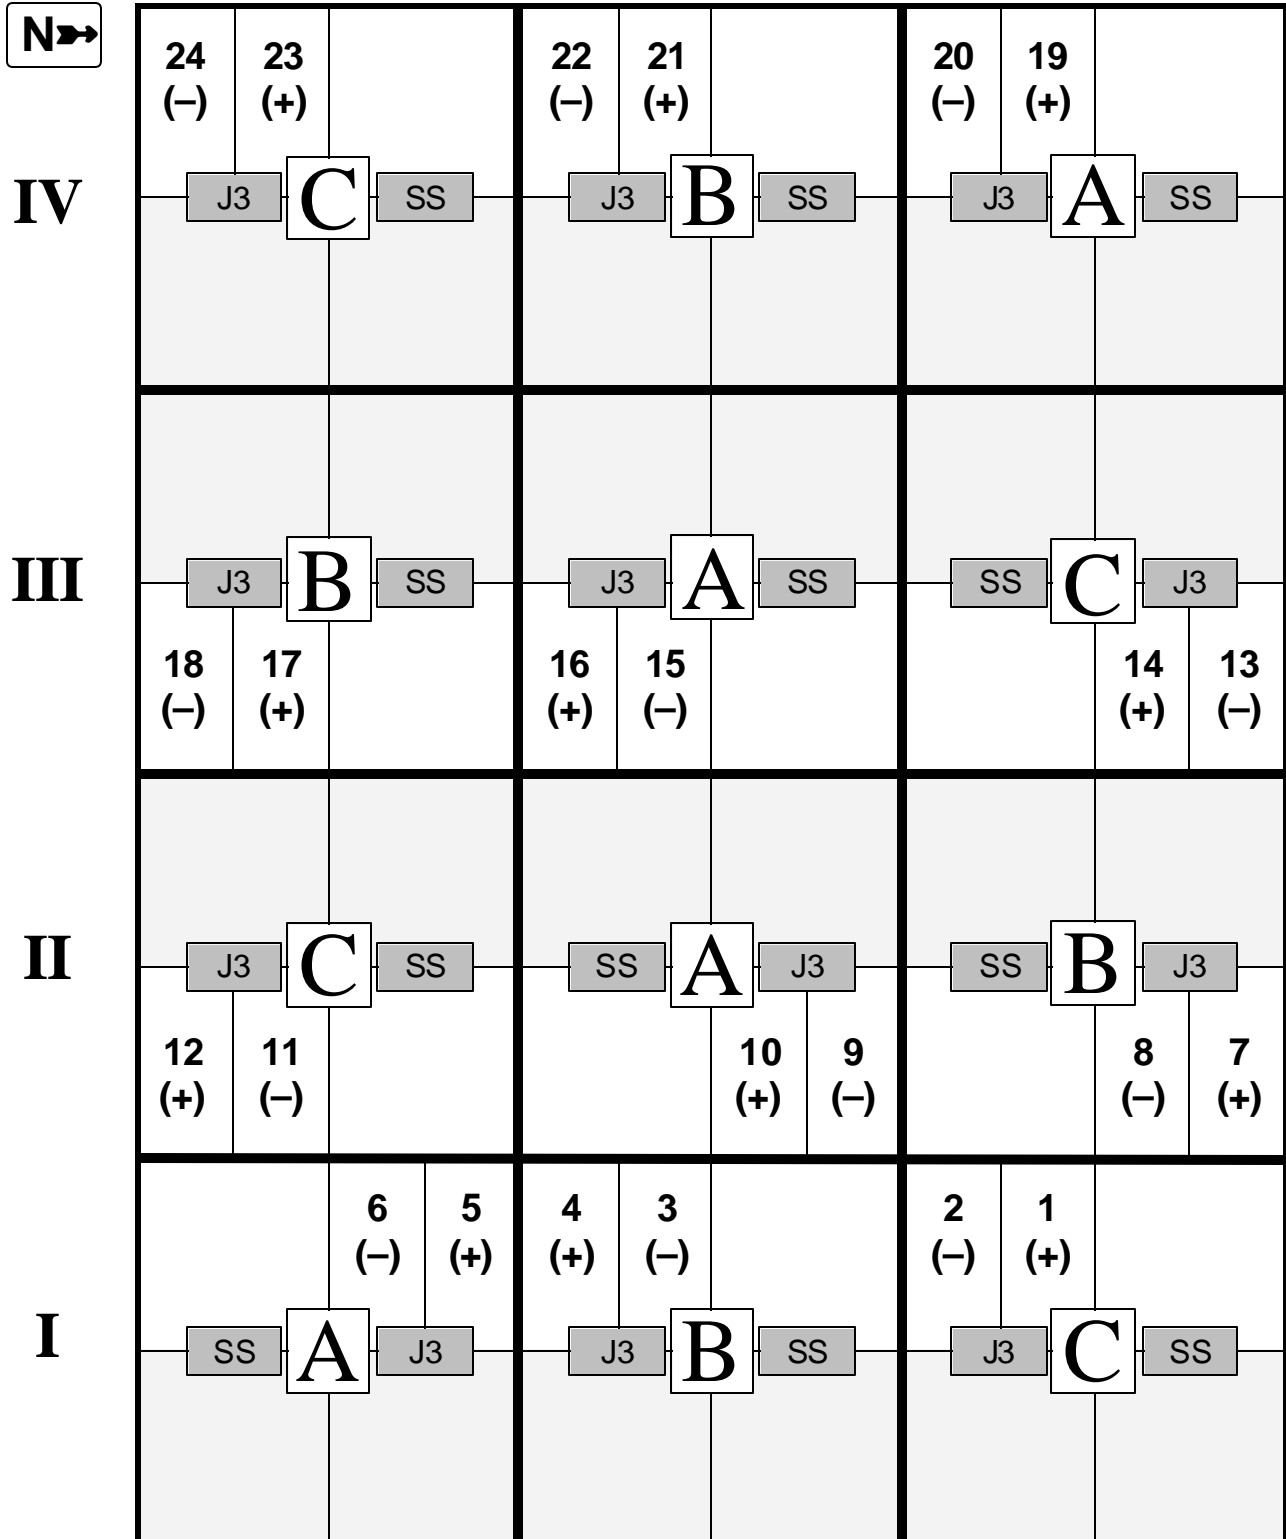 N
24 23 22 21 20 19
(–) (+) (–) (+) (–) (+)
IV J3 C SS J3 B SS J3 A SS
III J3 B SS J3 A SS SS C J3
18 17 16 15 14 13
(–) (+) (+) (–) (+) (–)
II J3 C SS SS A J3 SS B J3
12 11 10 9 8 7
(+) (–) (+) (–) (–) (+)
6 5 4 3 2 1
(–) (+) (+) (–) (–) (+)
I SS A J3 J3 B SS J3 C SS